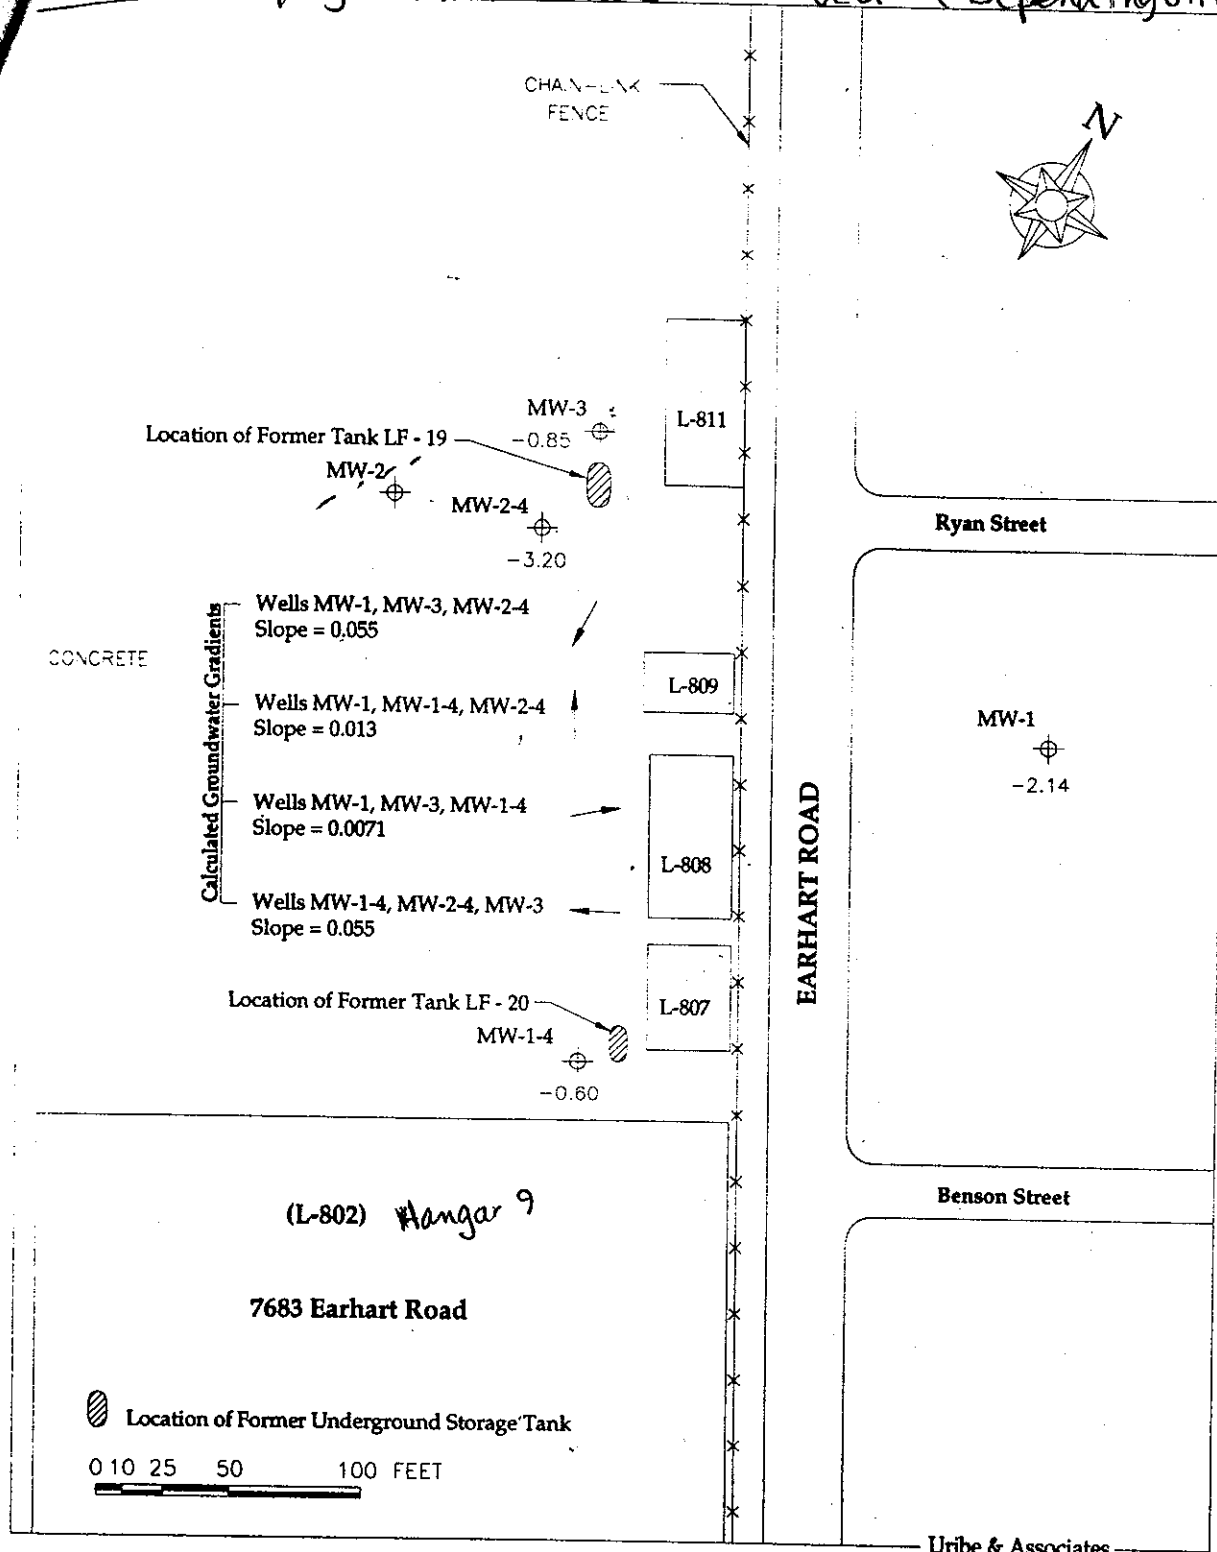 (Depending on
CHAIN-LINK
FENCE
N
MW-3
-0.85
L-811
Location of Former Tank LF - 19
MW-2
MW-2-4
-3.20
Ryan Street
Calculated Groundwater Gradients
Wells MW-1, MW-3, MW-2-4
Slope = 0.055
CONCRETE
L-809
Wells MW-1, MW-1-4, MW-2-4
Slope = 0.013
MW-1
-2.14
Wells MW-1, MW-3, MW-1-4
Slope = 0.0071
L-808
EARHART ROAD
Wells MW-1-4, MW-2-4, MW-3
Slope = 0.055
Location of Former Tank LF - 20
L-807
MW-1-4
-0.60
(L-802) Hangar 9
Benson Street
7683 Earhart Road
Location of Former Underground Storage Tank
0 10 25 50 100 FEET
Uribe & Associates